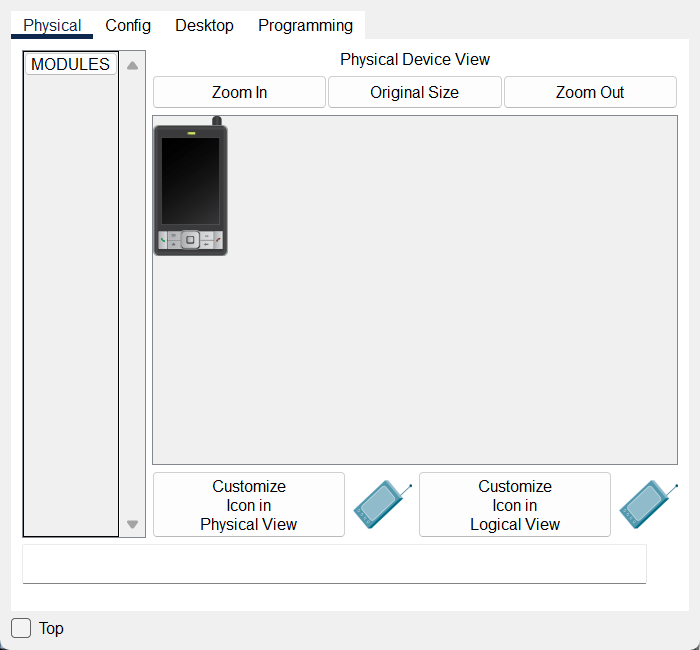 Physical Config Desktop Programming
MODULES
Physical Device View
Zoom In Original Size Zoom Out
Customize
Icon in
Physical View
Customize
Icon in
Logical View
Top